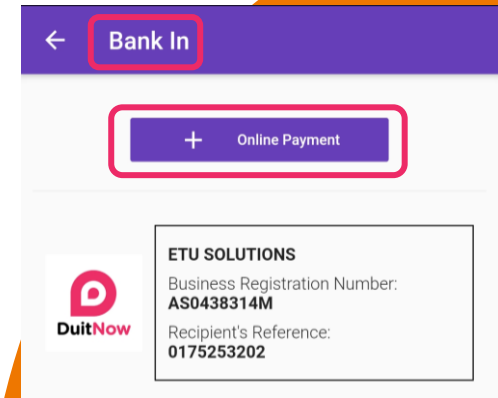 Bank In
Online Payment
ETU SOLUTIONS
Business Registration Number:
AS0438314M
Recipient's Reference:
0175253202
DuitNow